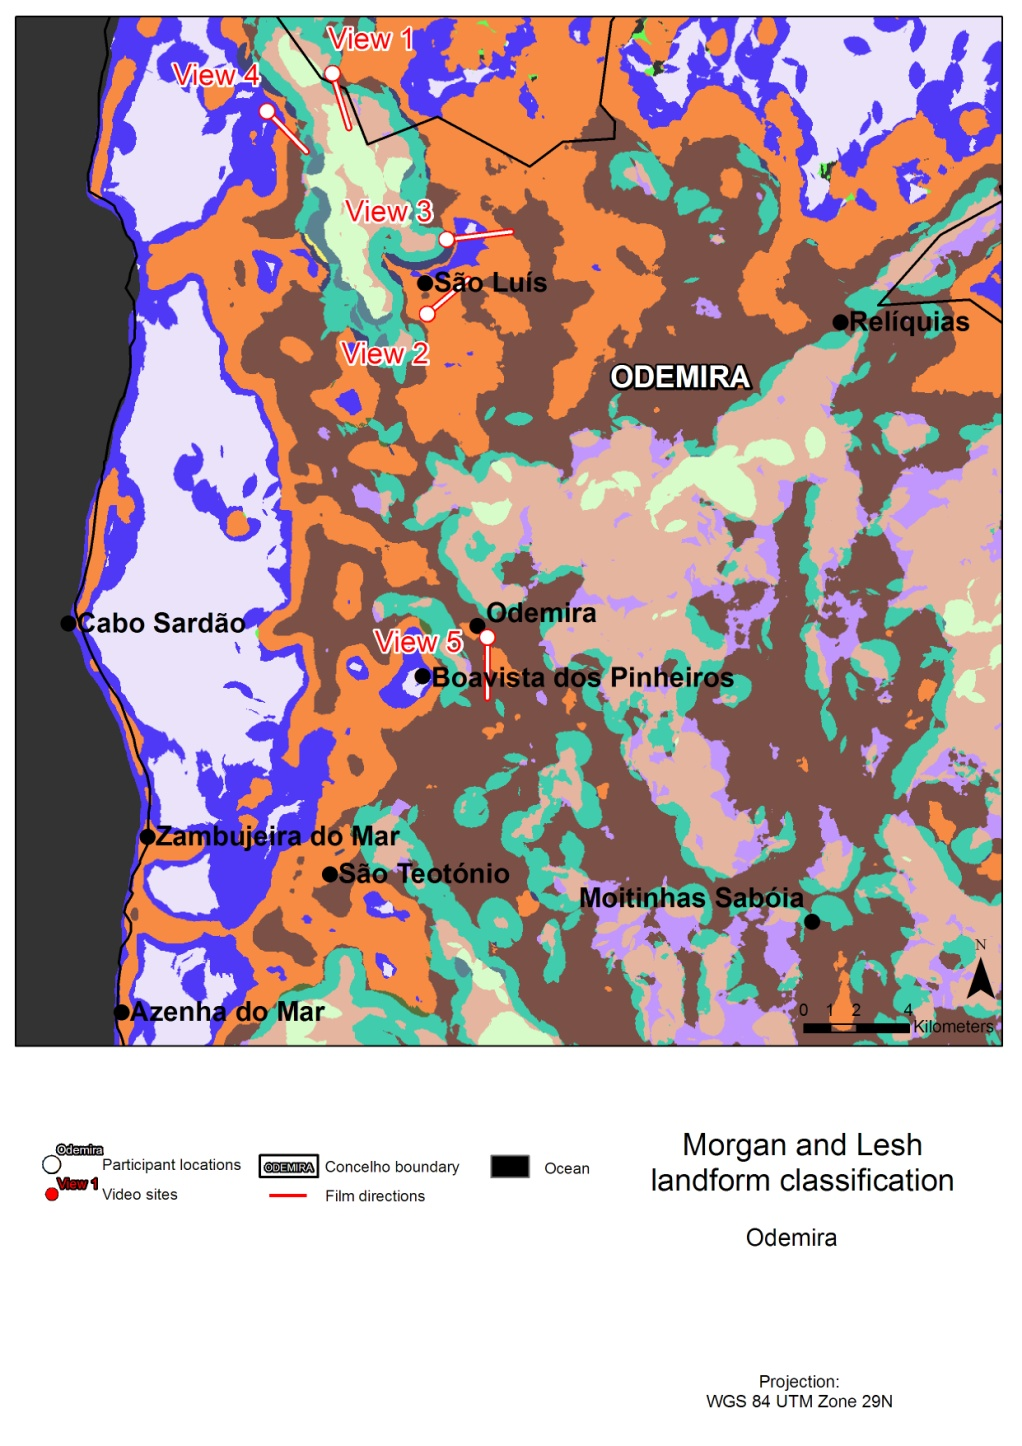 View 1
View 4
View 3
São Luís
Relíquias
View 2
ODEMIRA
Odemira
Cabo Sardão
View 5
Boavista dos Pinheiros
Zambujeira do Mar
São Teotónio
Moitinhas Sabóia
N
Azenha do Mar
0 1 2 4
Kilometers
Odemira
Participant locations
View 1
Video sites
ODEMIRA
Concelho boundary
Film directions
Ocean
Morgan and Lesh
landform classification
Odemira
Projection:
WGS 84 UTM Zone 29N